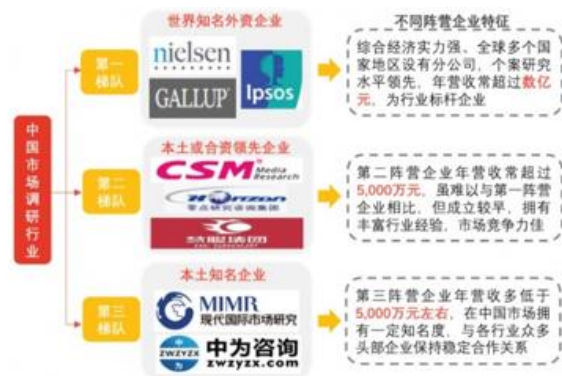 世界知名外资企业
不同阵营企业特征
第一
梯队
nielsen
GALLUP
Ipsos
综合经济实力强、全球多个国
家地区设有分公司，个案研究
水平领先，年营收常超过数亿
元，为行业标杆企业
中国市场调研行业
本土或合资领先企业
第二
梯队
CSM Media
Research
Horizon
零点研究咨询集团
第二阵营企业年营收常超过
5,000万元，虽难以与第一阵营
企业相比，但成立较早，拥有
丰富行业经验，市场竞争力佳
本土知名企业
第三
梯队
MIMR
现代国际市场研究
中为
ZWZYZX
中为咨询
zwzyzx.com
第三阵营企业年营收多低于
5,000万元左右，在中国市场拥
有一定知名度，与各行业众多
头部企业保持稳定合作关系